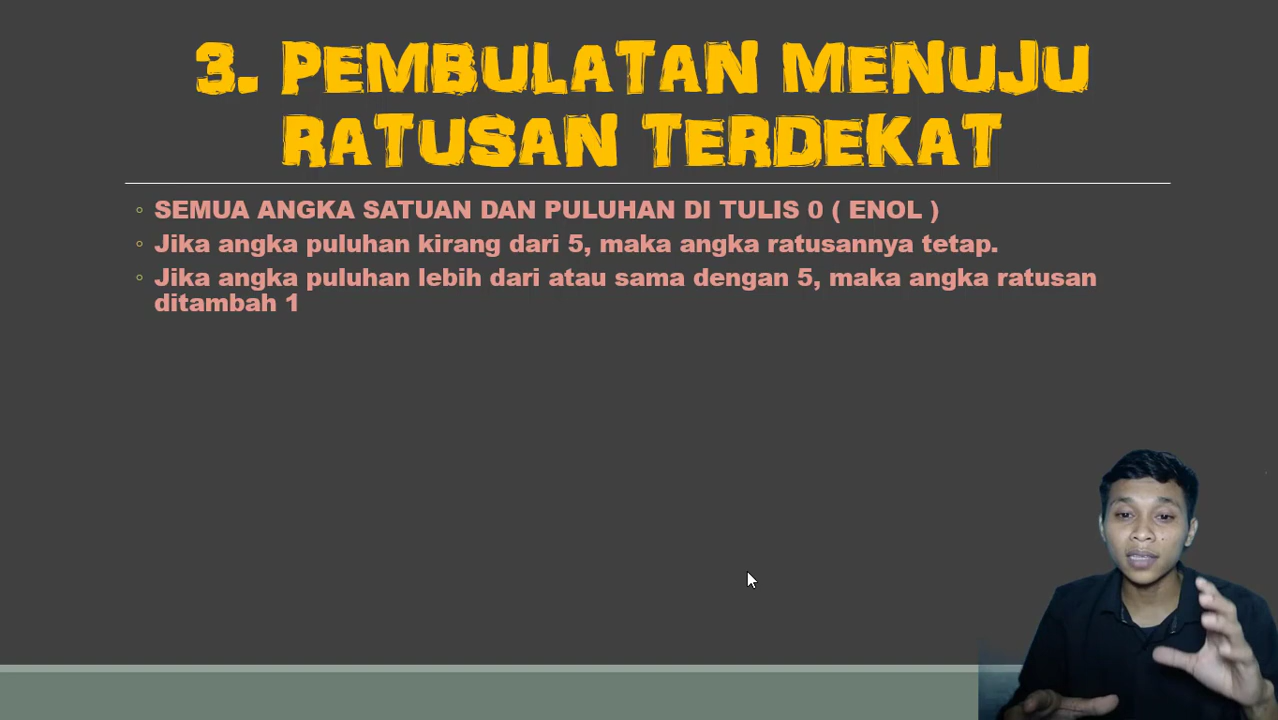 3. PEMBULATAN MENUJU
RATUSAN TERDEKAT
SEMUA ANGKA SATUAN DAN PULUHAN DI TULIS 0 ( ENOL )
Jika angka puluhan kirang dari 5, maka angka ratusannya tetap.
Jika angka puluhan lebih dari atau sama dengan 5, maka angka ratusan
ditambah 1